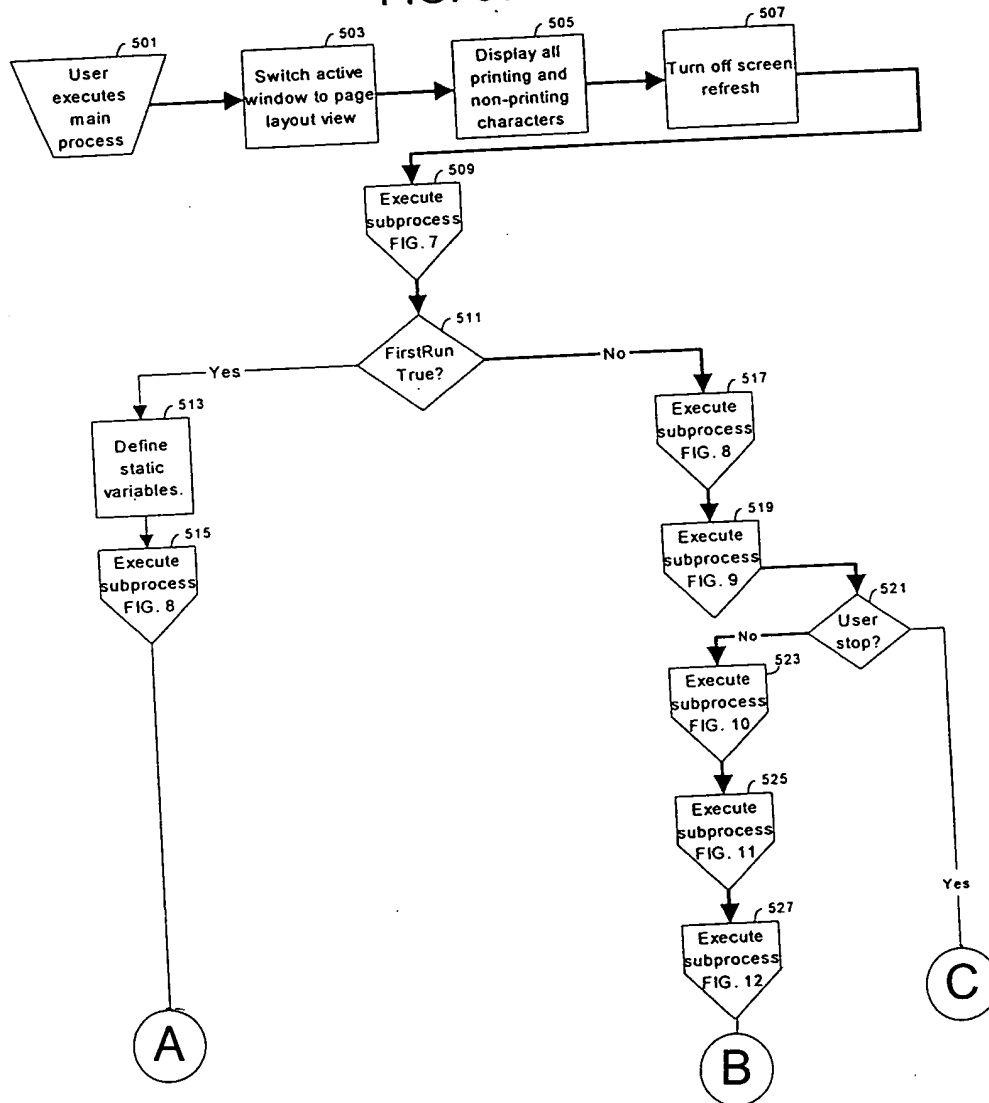 501
User
executes
main
process
503
Switch active
window to page
layout view
505
Display all
printing and
non-printing
characters
507
Turn off screen
refresh
509
Execute
subprocess
FIG. 7
511
FirstRun
True?
Yes
No
513
Define
static
variables.
515
Execute
subprocess
FIG. 8
517
Execute
subprocess
FIG. 8
519
Execute
subprocess
FIG. 9
521
User
stop?
No
Yes
523
Execute
subprocess
FIG. 10
525
Execute
subprocess
FIG. 11
527
Execute
subprocess
FIG. 12
A
B
C